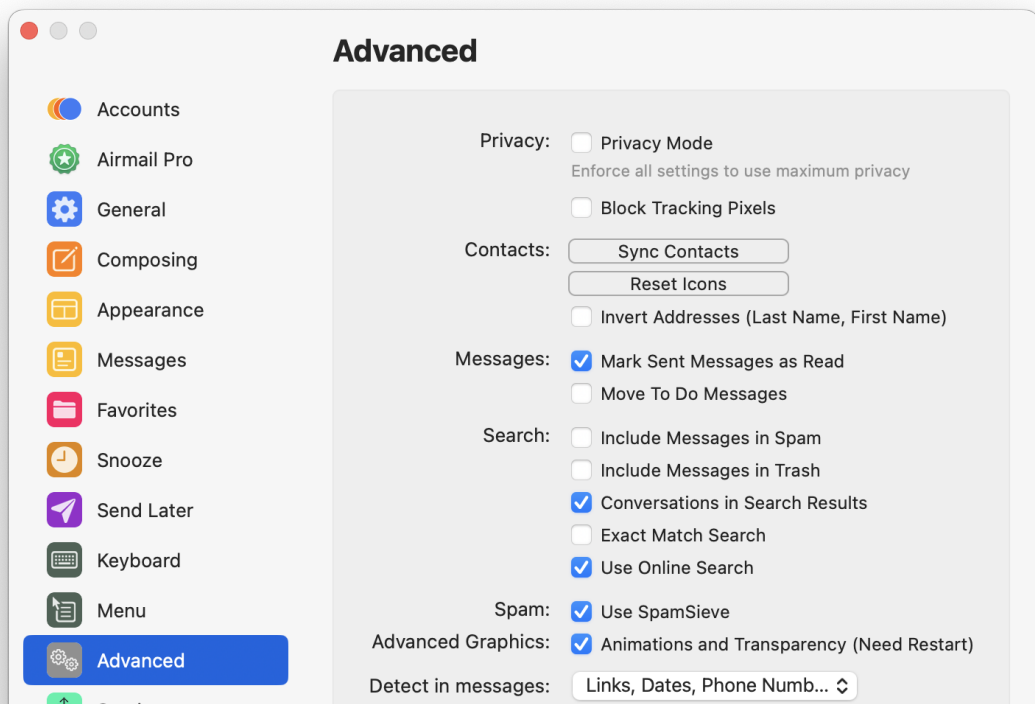 Advanced
Accounts
Airmail Pro
General
Composing
Appearance
Messages
Favorites
Snooze
Send Later
Keyboard
Menu
Advanced
Privacy:
Privacy Mode
Enforce all settings to use maximum privacy
Block Tracking Pixels
Contacts:
Sync Contacts
Reset Icons
Invert Addresses (Last Name, First Name)
Messages:
Mark Sent Messages as Read
Move To Do Messages
Search:
Include Messages in Spam
Include Messages in Trash
Conversations in Search Results
Exact Match Search
Use Online Search
Spam:
Use SpamSieve
Advanced Graphics:
Animations and Transparency (Need Restart)
Detect in messages:
Links, Dates, Phone Numb...